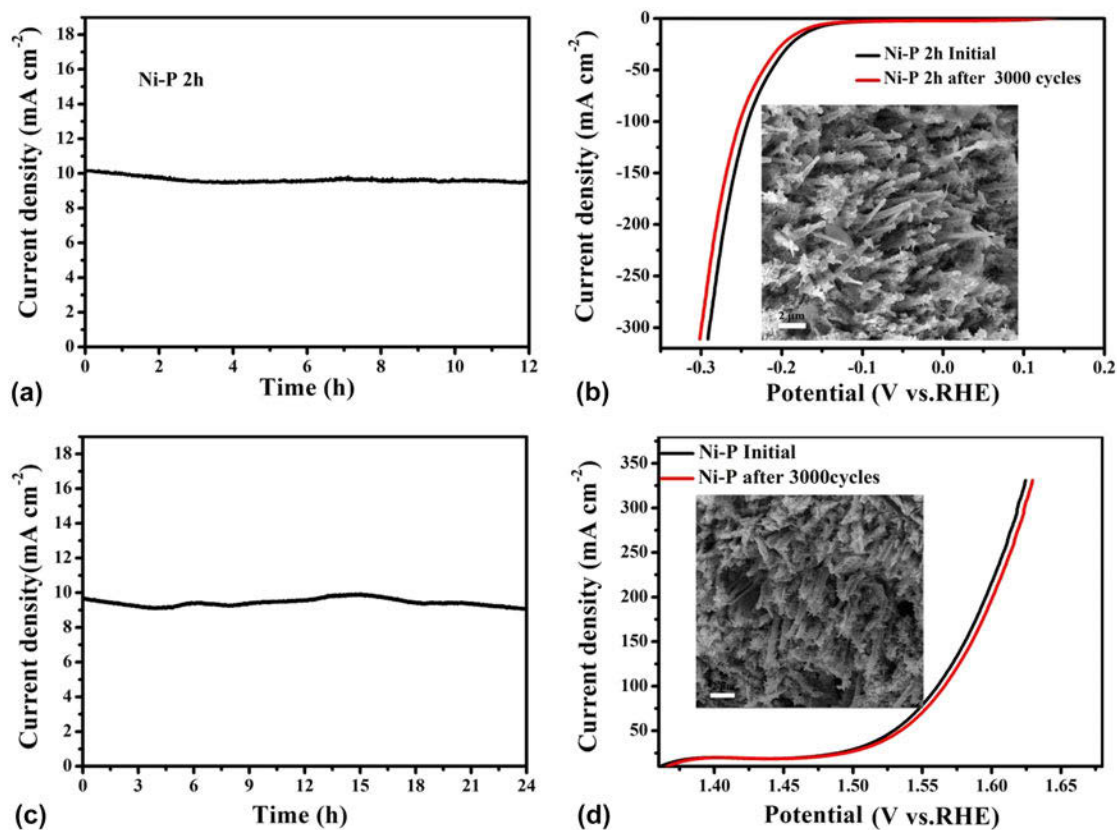 Current density (mA cm-2)
18
16
14
12
10
8
6
4
2
0
Ni-P 2h
0 2 4 6 8 10 12
Time (h)
(a)
Current density (mA cm-2)
0
-50
-100
-150
-200
-250
-300
Ni-P 2h Initial
Ni-P 2h after 3000 cycles
2 μm
-0.3 -0.2 -0.1 0.0 0.1 0.2
Potential (V vs.RHE)
(b)
Current density(mA cm-2)
18
16
14
12
10
8
6
4
2
0
0 3 6 9 12 15 18 21 24
Time (h)
(c)
Current density (mA cm-2)
350
300
250
200
150
100
50
Ni-P Initial
Ni-P after 3000cycles
1.40 1.45 1.50 1.55 1.60 1.65
Potential (V vs.RHE)
(d)